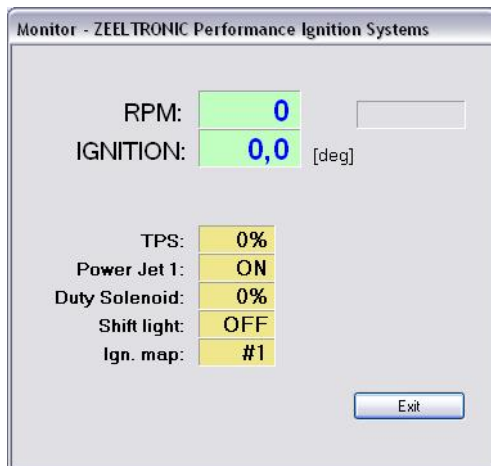 Monitor - ZEELTRONIC Performance Ignition Systems
RPM: 0
IGNITION: 0,0 [deg]
TPS: 0%
Power Jet 1: ON
Duty Solenoid: 0%
Shift light: OFF
Ign. map: #1
Exit